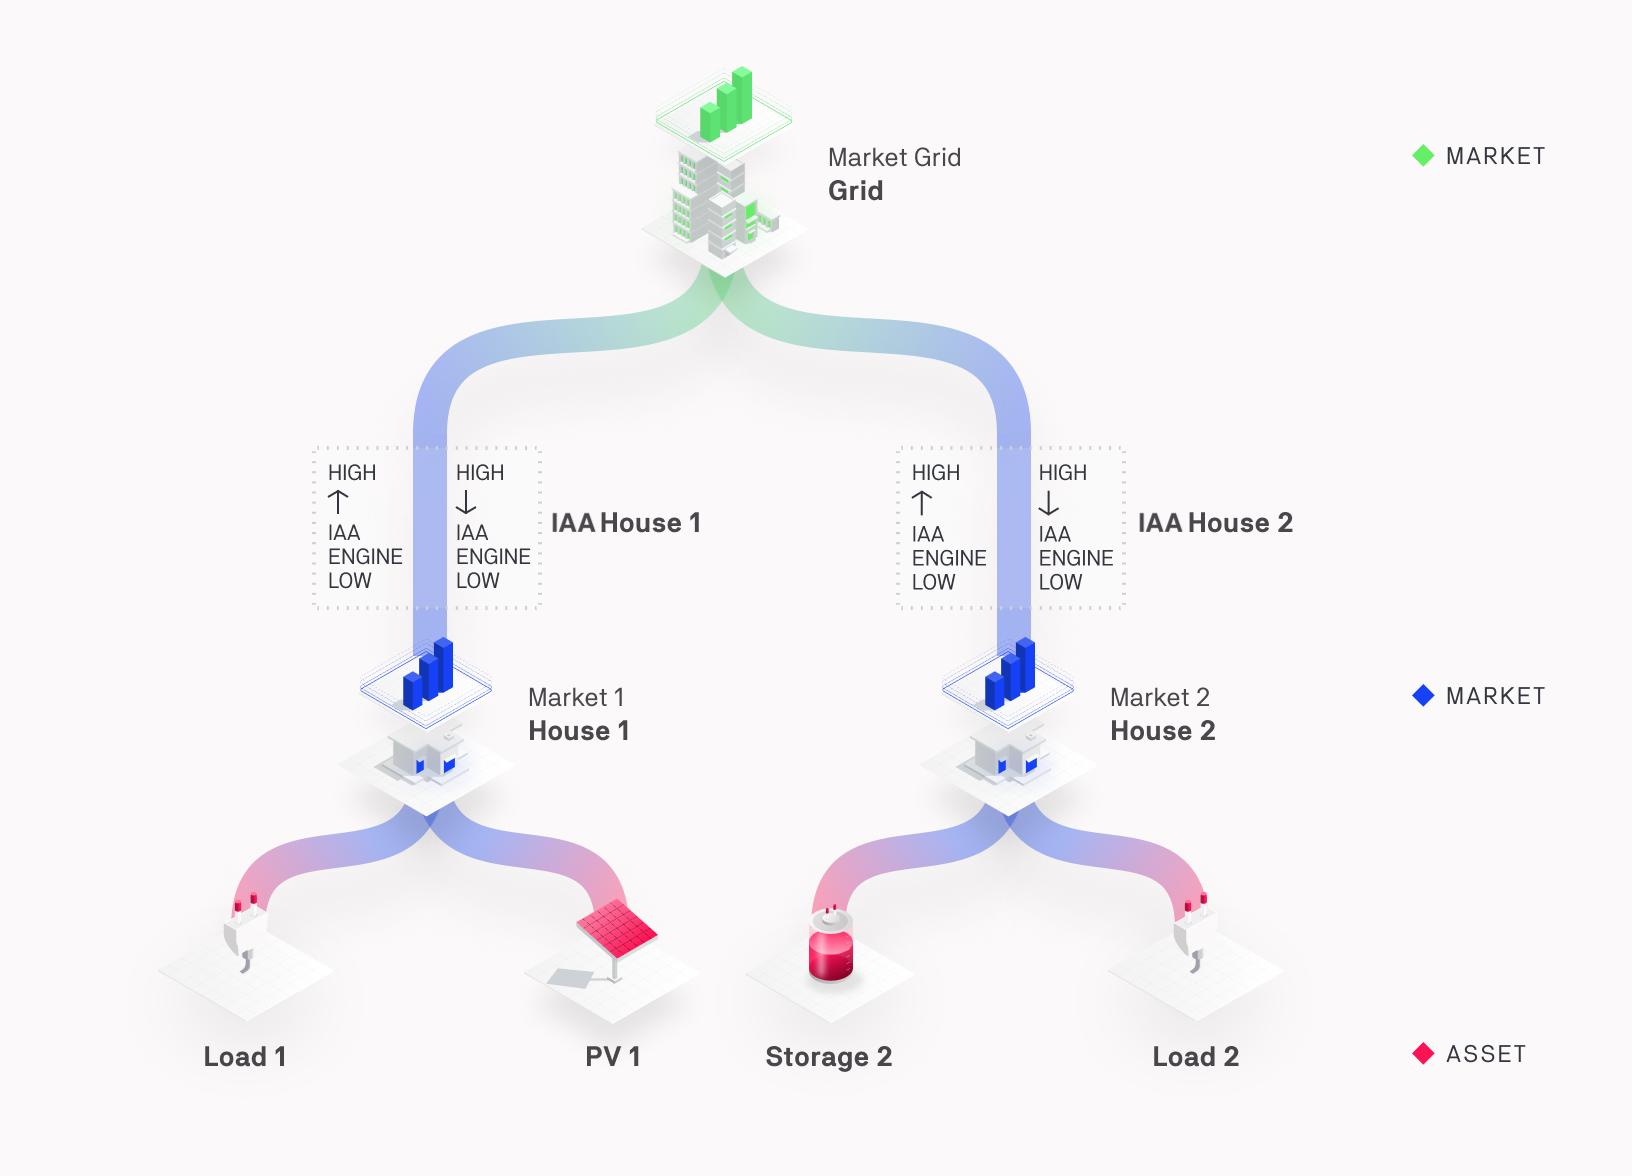 Market Grid
Grid
MARKET
HIGH
IAA
ENGINE
LOW
HIGH
IAA
ENGINE
LOW
IAA House 1
HIGH
IAA
ENGINE
LOW
HIGH
IAA
ENGINE
LOW
IAA House 2
Market 1
House 1
Market 2
House 2
MARKET
Load 1
PV 1
Storage 2
Load 2
ASSET